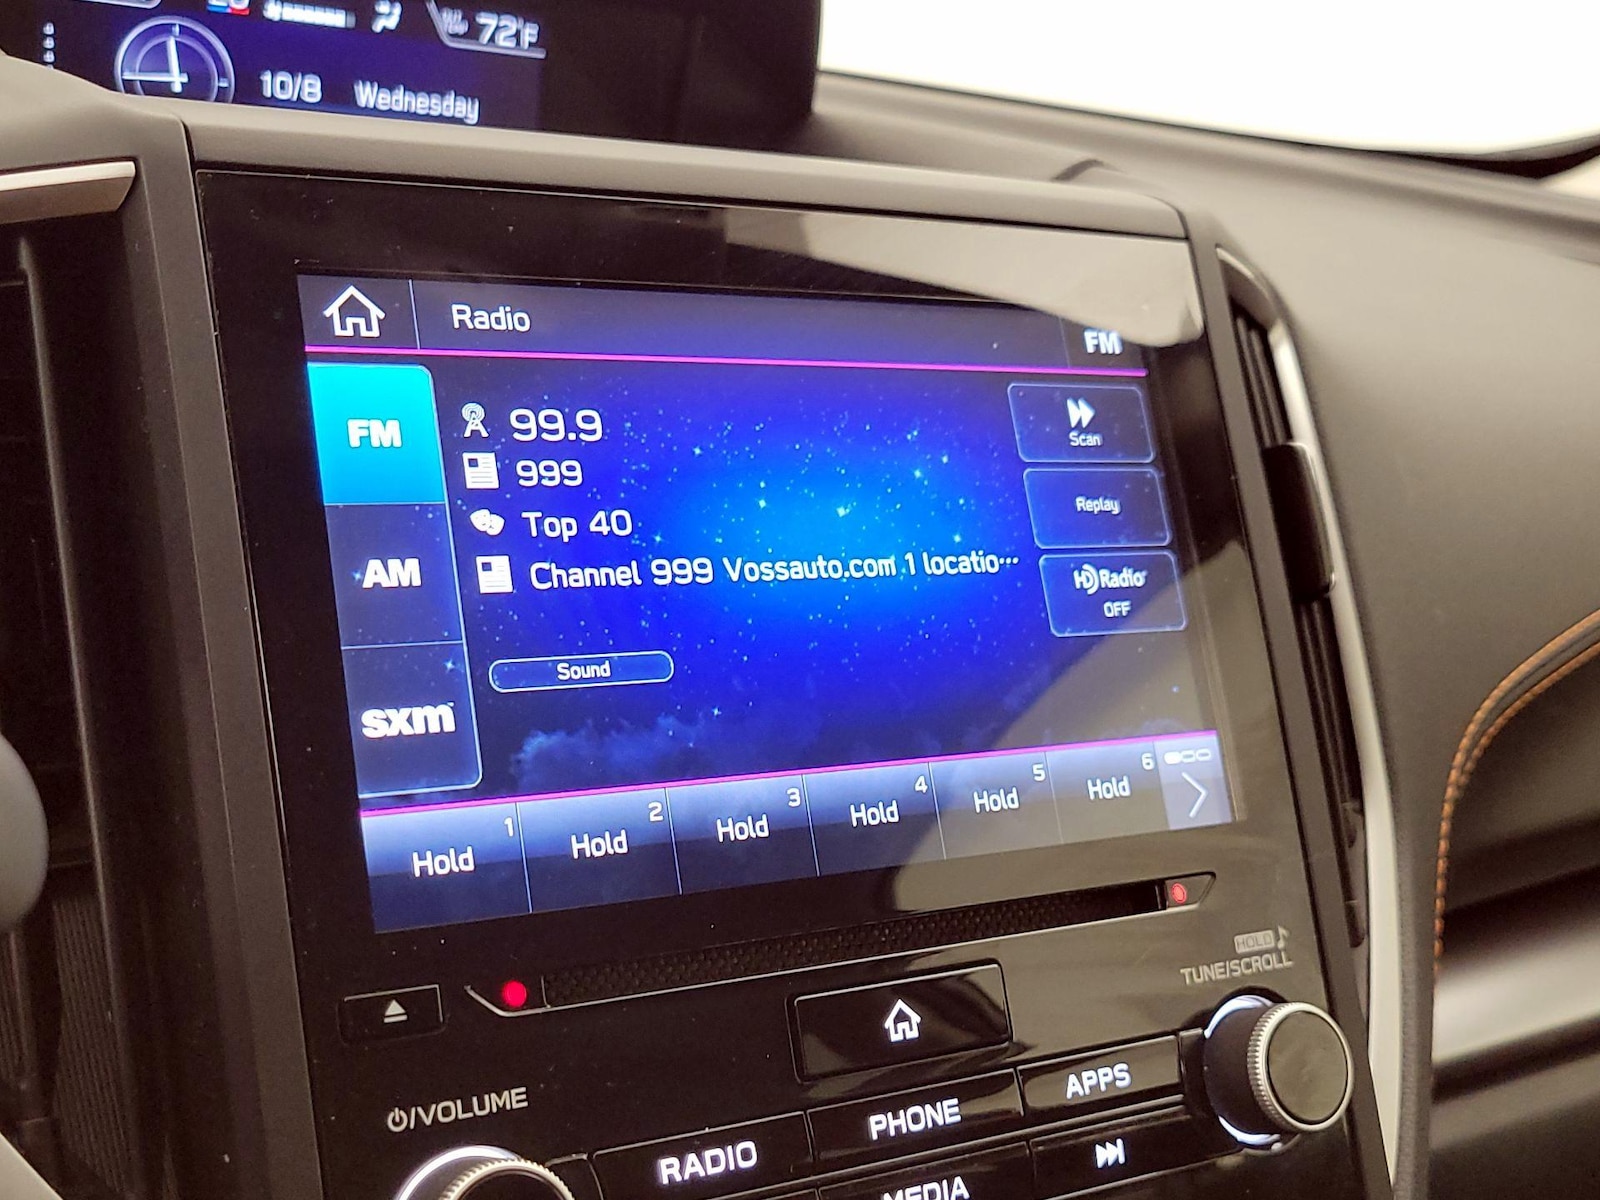 72°F
10/8 Wednesday
Radio
FM
FM
99.9
Scan
999
Replay
Top 40
AM
Channel 999 Vossauto.com 1 locatio...
HD Radio
OFF
Sound
sxm
1 2 3 4 5 6
Hold Hold Hold Hold Hold Hold
HOLD
TUNE/SCROLL
/VOLUME
APPS
PHONE
RADIO
MEDIA